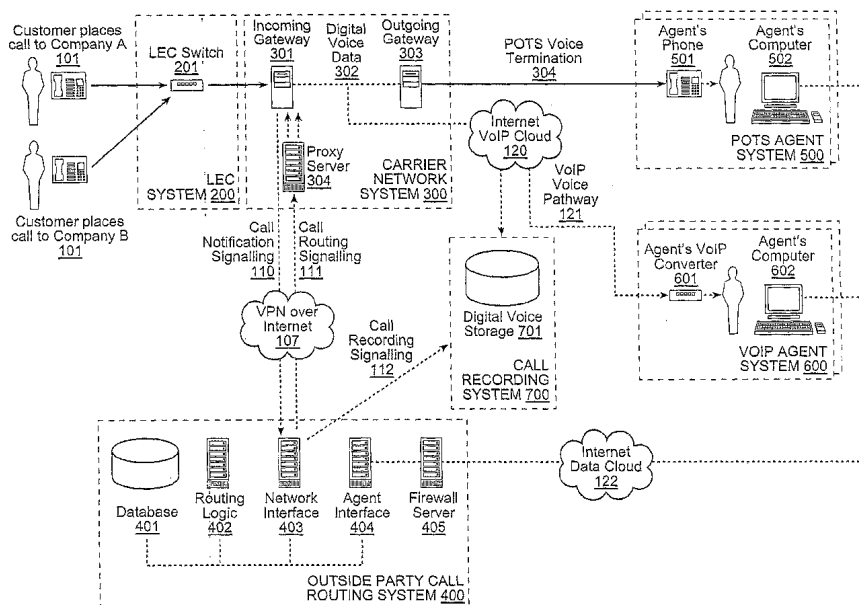 Customer places
call to Company A
101
LEC Switch
201
Incoming
Gateway
301
Digital
Voice
Data
302
Outgoing
Gateway
303
POTS Voice
Termination
304
Agent's
Phone
501
Agent's
Computer
502
POTS AGENT
SYSTEM 500
Internet
VoIP Cloud
120
Proxy
Server
304
CARRIER
NETWORK
SYSTEM 300
LEC
SYSTEM 200
Customer places
call to Company B
101
VoIP
Voice
Pathway
121
Call
Notification
Signalling
110
Call
Routing
Signalling
111
Agent's VoIP
Converter
601
Agent's
Computer
602
VOIP AGENT
SYSTEM 600
Digital Voice
Storage 701
CALL
RECORDING
SYSTEM 700
VPN over
Internet
107
Call
Recording
Signalling
112
Internet
Data Cloud
122
Database
401
Routing
Logic
402
Network
Interface
403
Agent
Interface
404
Firewall
Server
405
OUTSIDE PARTY CALL
ROUTING SYSTEM 400